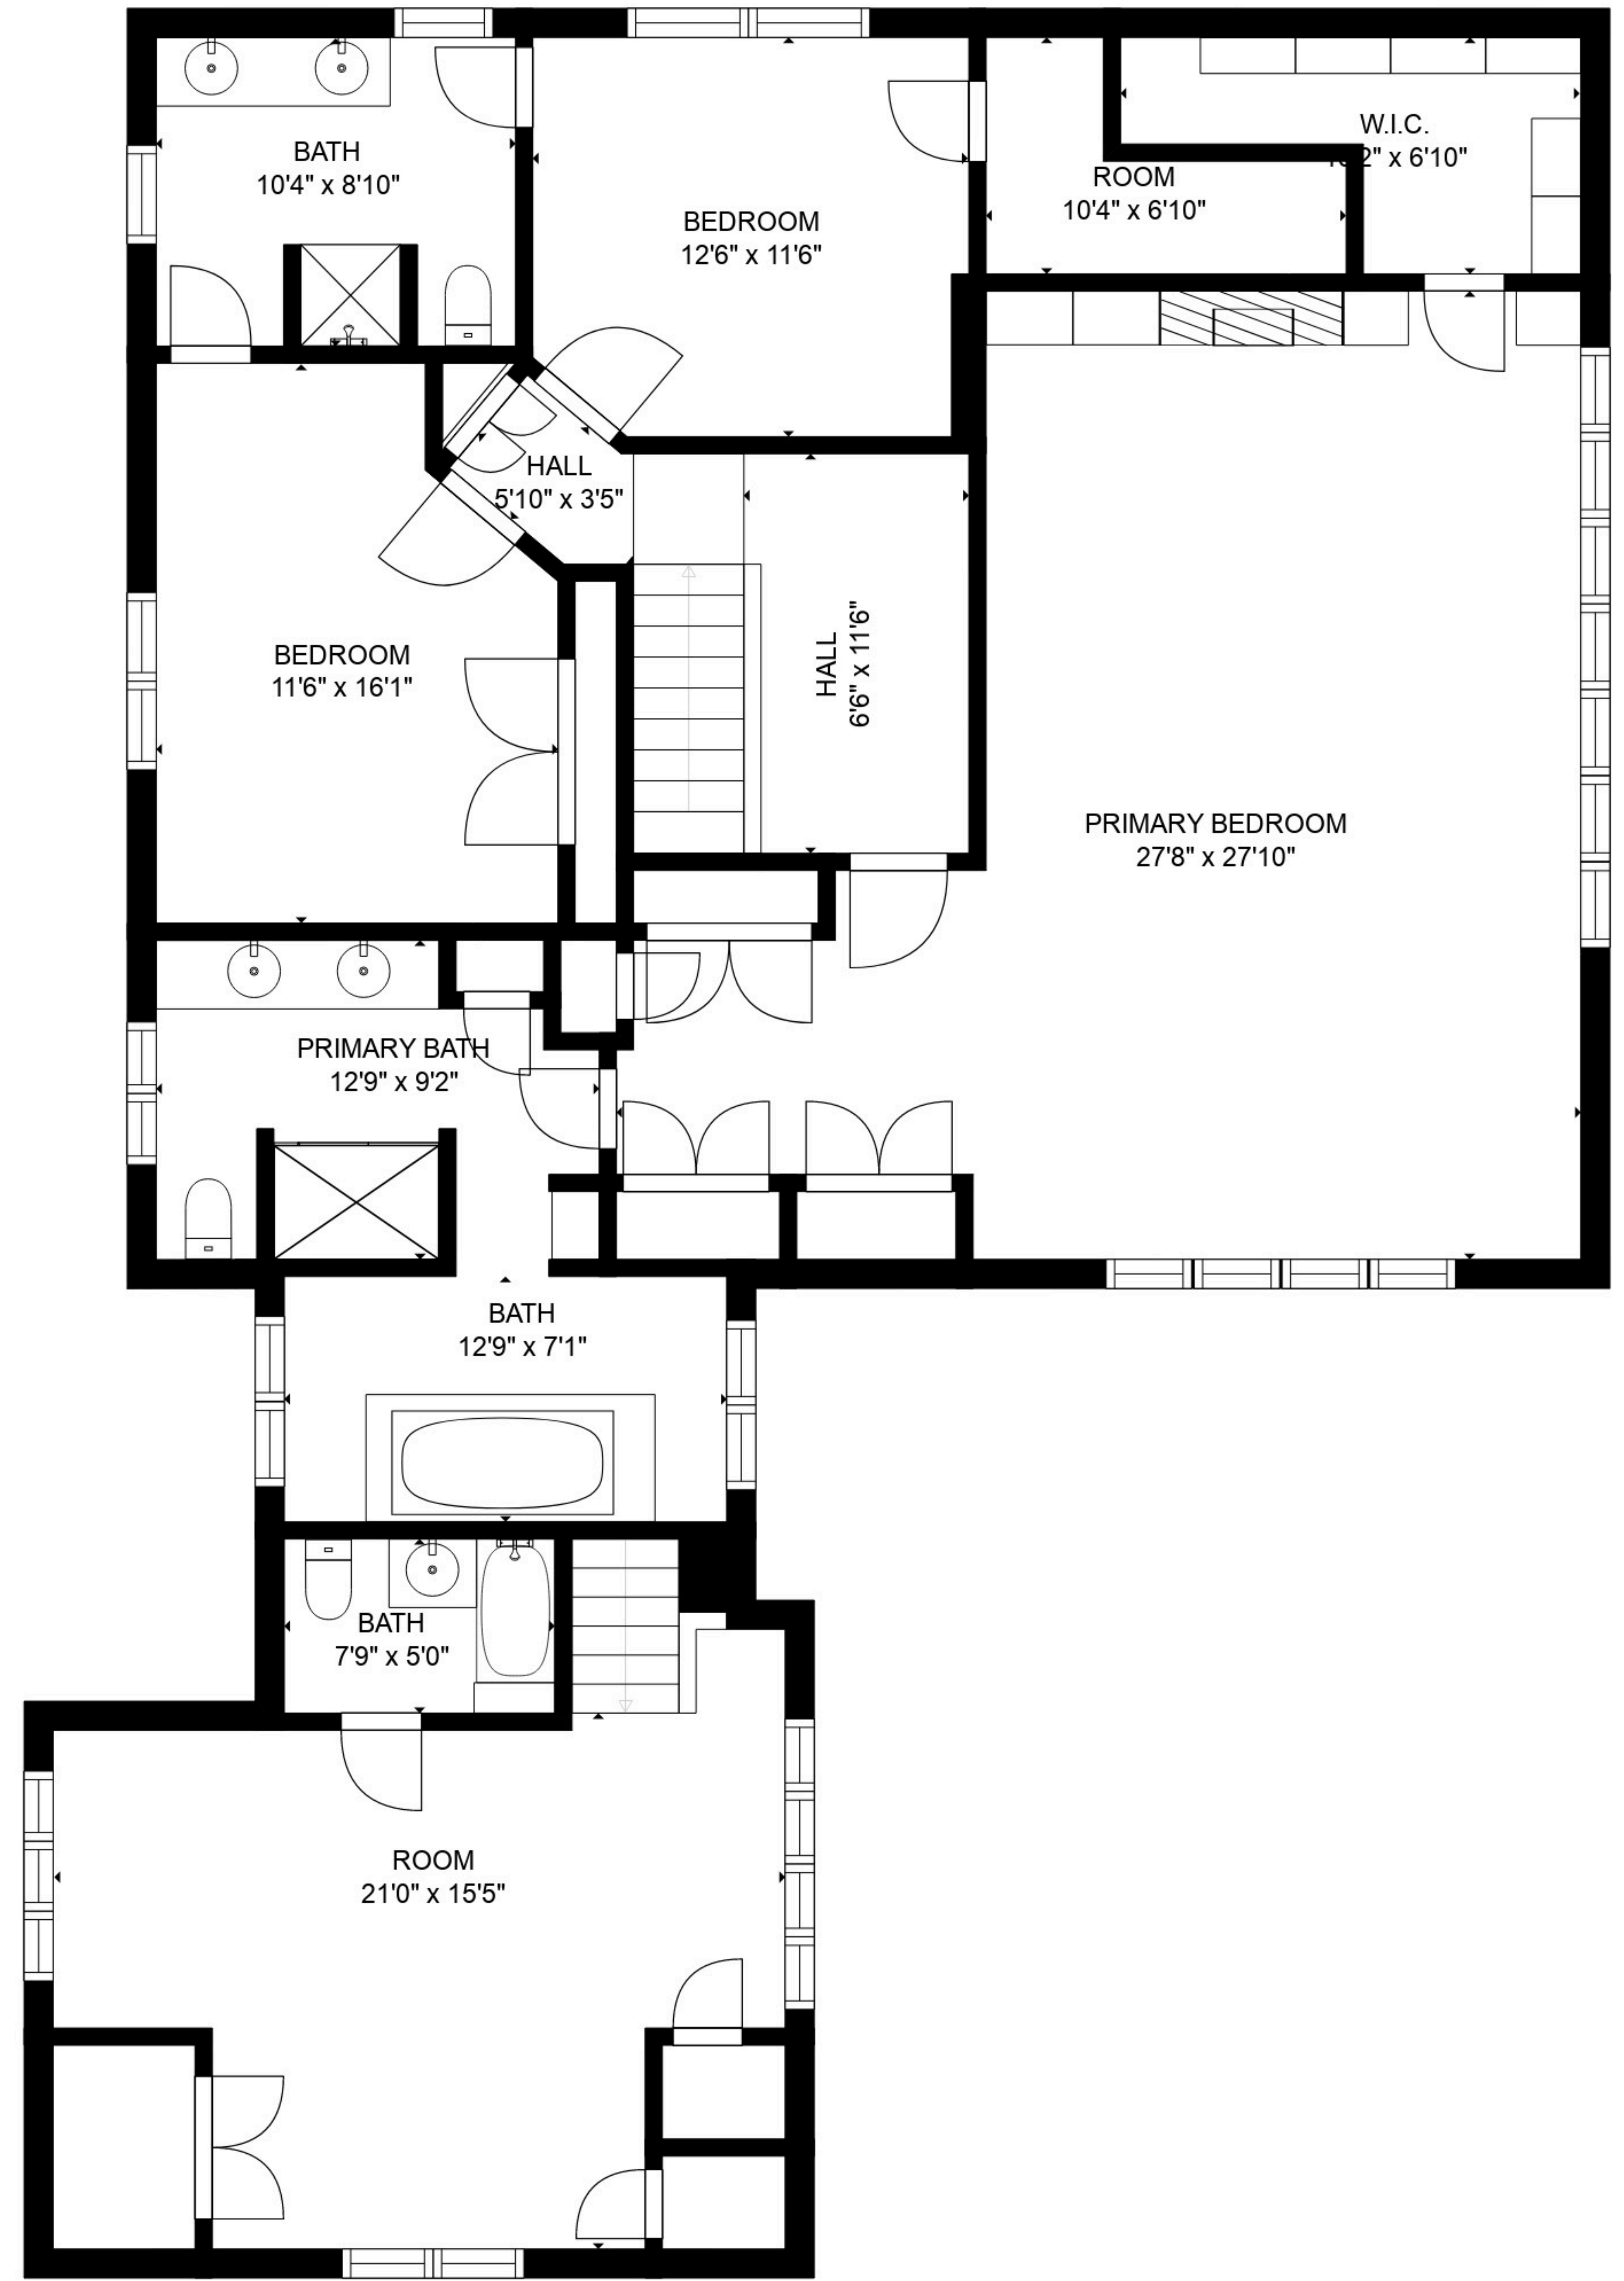 BATH
10'4" x 8'10"
BEDROOM
12'6" x 11'6"
ROOM
10'4" x 6'10"
W.I.C.
x 6'10"
HALL
5'10" x 3'5"
HALL
6'6" x 11'6"
BEDROOM
11'6" x 16'1"
PRIMARY BEDROOM
27'8" x 27'10"
PRIMARY BATH
12'9" x 9'2"
BATH
12'9" x 7'1"
BATH
7'9" x 5'0"
ROOM
21'0" x 15'5"